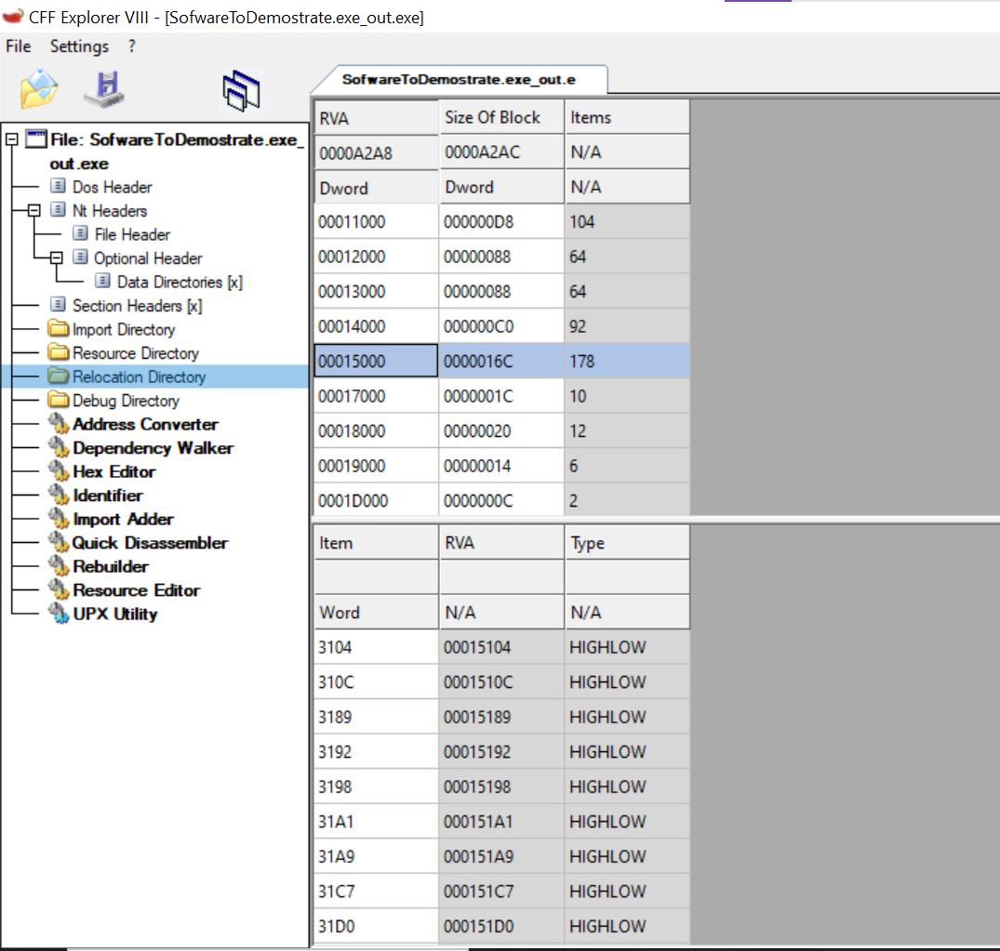 CFF Explorer VIII - [SofwareToDemostrate.exe_out.exe]
File Settings ?
SofwareToDemostrate.exe_out.e
File: SofwareToDemostrate.exe_
out.exe
Dos Header
Nt Headers
File Header
Optional Header
Data Directories [x]
Section Headers [x]
Import Directory
Resource Directory
Relocation Directory
Debug Directory
Address Converter
Dependency Walker
Hex Editor
Identifier
Import Adder
Quick Disassembler
Rebuilder
Resource Editor
UPX Utility
RVA Size Of Block Items
0000A2A8 0000A2AC N/A
Dword Dword N/A
00011000 000000D8 104
00012000 00000088 64
00013000 00000088 64
00014000 000000C0 92
00015000 0000016C 178
00017000 0000001C 10
00018000 00000020 12
00019000 00000014 6
0001D000 0000000C 2
Item RVA Type
Word N/A N/A
3104 00015104 HIGHLOW
310C 0001510C HIGHLOW
3189 00015189 HIGHLOW
3192 00015192 HIGHLOW
3198 00015198 HIGHLOW
31A1 000151A1 HIGHLOW
31A9 000151A9 HIGHLOW
31C7 000151C7 HIGHLOW
31D0 000151D0 HIGHLOW